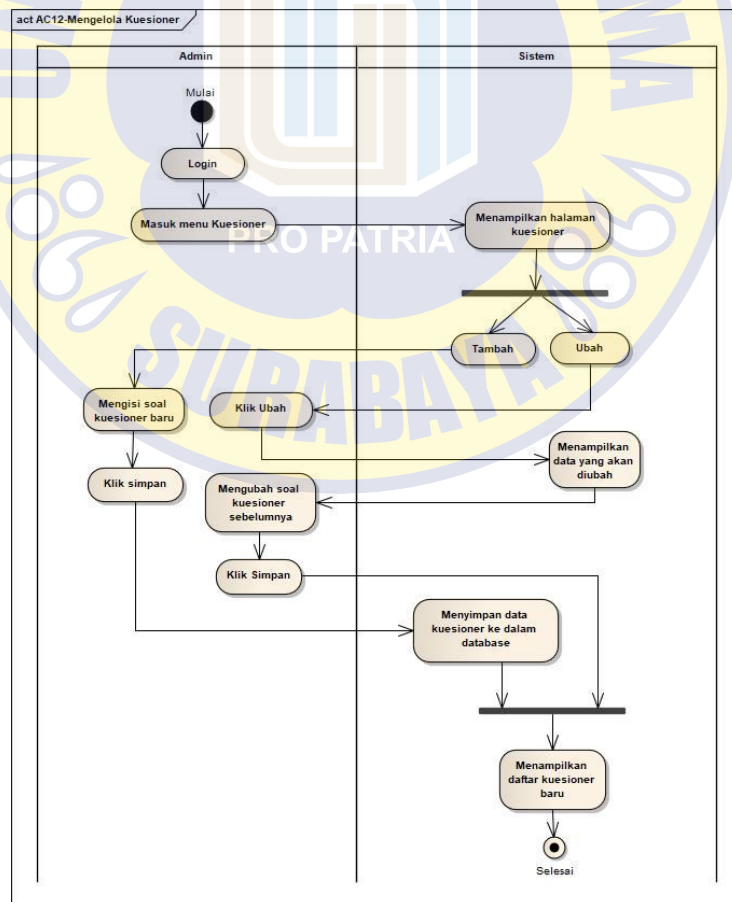 act AC12-Mengelola Kuesioner
Admin
Sistem
Mulai
Login
Masuk menu Kuesioner
Menampilkan halaman
kuesioner
PRO PATRIA
Tambah
Ubah
Mengisi soal
kuesioner baru
Klik Ubah
Menampilkan
data yang akan
diubah
Klik simpan
Mengubah soal
kuesioner
sebelumnya
Klik Simpan
Menyimpan data
kuesioner ke dalam
database
Menampilkan
daftar kuesioner
baru
Selesai
SURABAYA